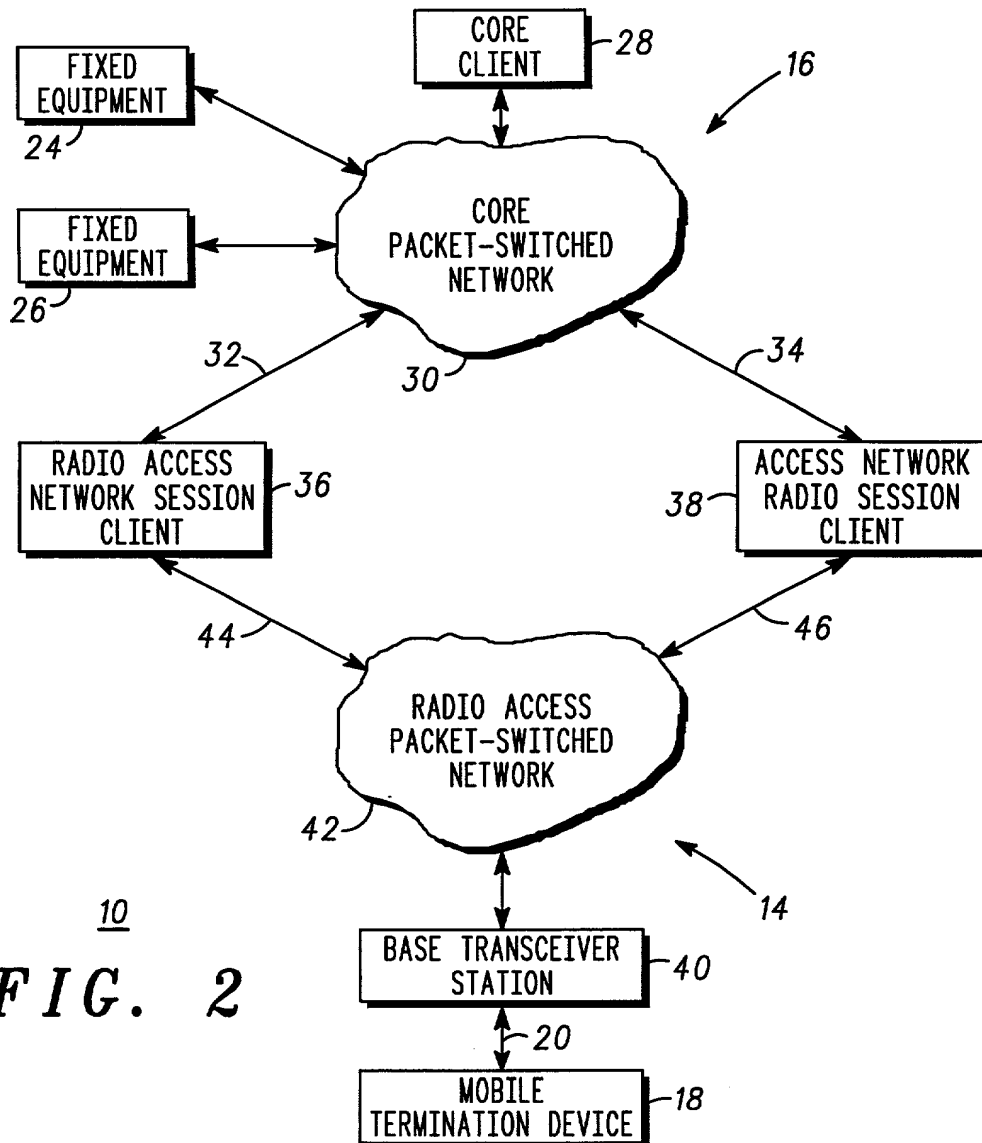 CORE
CLIENT
28
16
FIXED
EQUIPMENT
24
CORE
PACKET-SWITCHED
NETWORK
FIXED
EQUIPMENT
26
32
30
34
RADIO ACCESS
NETWORK SESSION
CLIENT
36
ACCESS NETWORK
RADIO SESSION
CLIENT
38
44
46
RADIO ACCESS
PACKET-SWITCHED
NETWORK
42
14
10
FIG. 2
BASE TRANSCEIVER
STATION
40
20
MOBILE
TERMINATION DEVICE
18